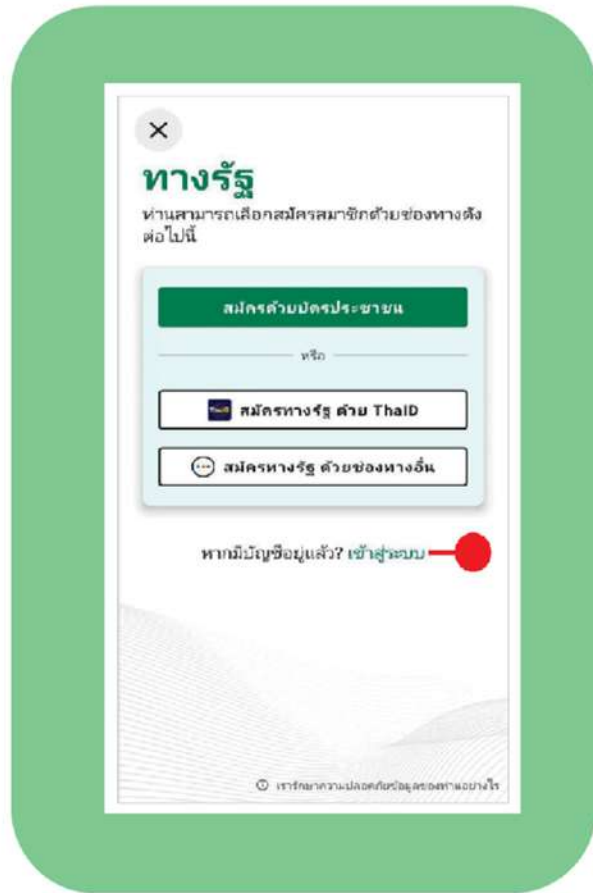 ทางรัฐ
ท่านสามารถเลือกสมัครสมาชิกด้วยช่องทางดัง
ต่อไปนี้
สมัครด้วยบัตรประชาชน
หรือ
สมัครทางรัฐ ด้วย ThaID
สมัครทางรัฐ ด้วยช่องทางอื่น
หากมีบัญชีอยู่แล้ว? เข้าสู่ระบบ
เรารักษาความปลอดภัยข้อมูลของท่านอย่างไร